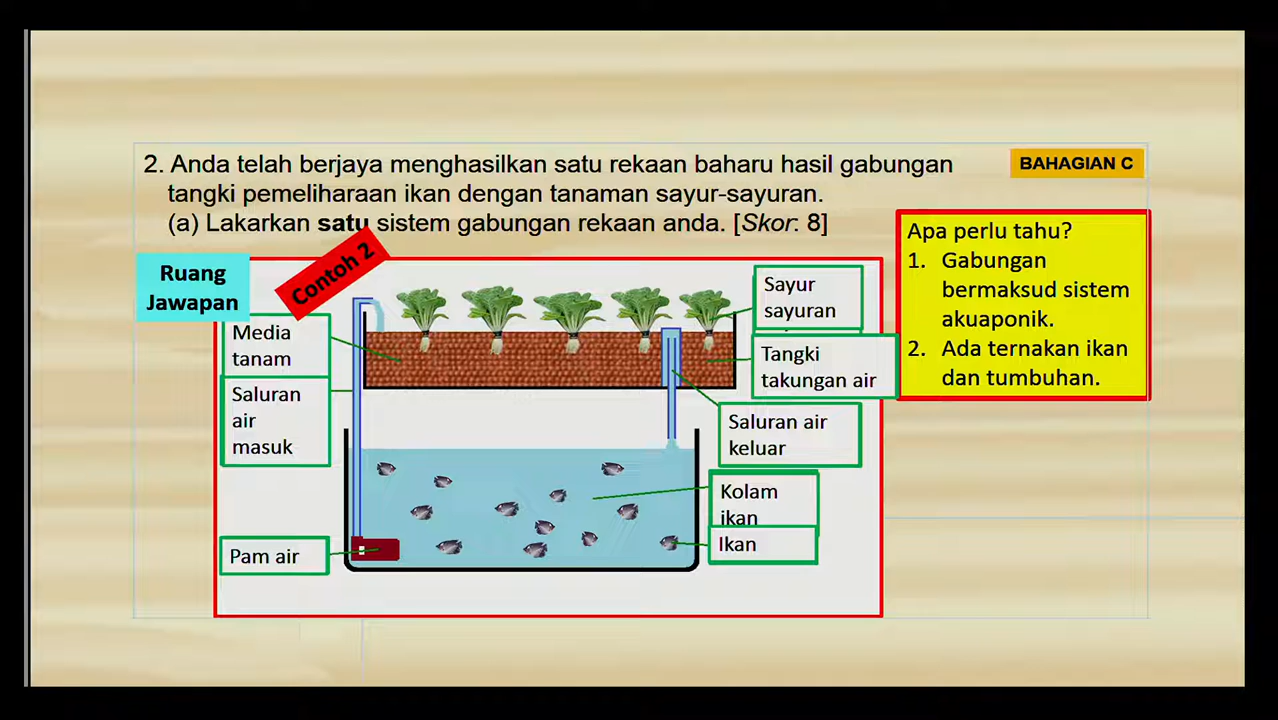 2. Anda telah berjaya menghasilkan satu rekaan baharu hasil gabungan
tangki pemeliharaan ikan dengan tanaman sayur-sayuran.
(a) Lakarkan satu sistem gabungan rekaan anda. [Skor: 8]
BAHAGIAN C
Apa perlu tahu?
1. Gabungan
bermaksud sistem
akuaponik.
2. Ada ternakan ikan
dan tumbuhan.
Ruang
Jawapan
Contoh 2
Media
tanam
Saluran
air
masuk
Pam air
Sayur
sayuran
Tangki
takungan air
Saluran air
keluar
Kolam
ikan
Ikan